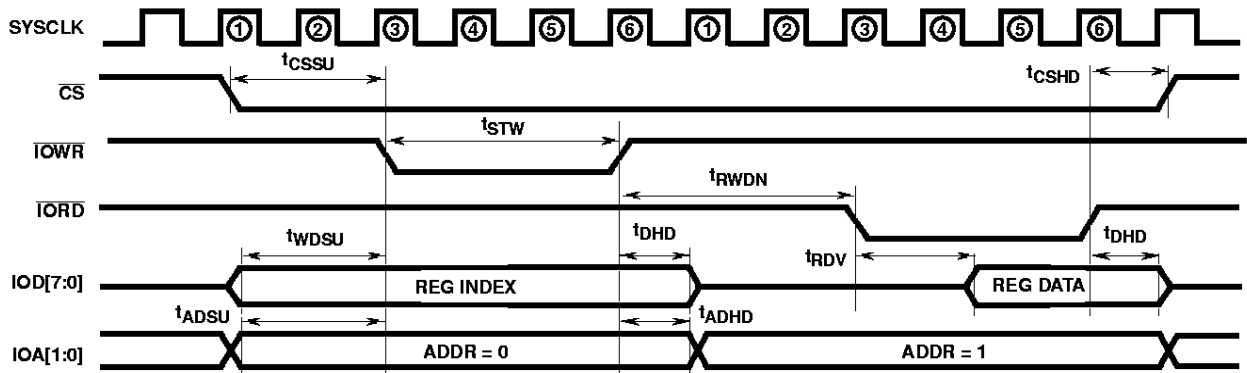 SYSCLK ① ② ③ ④ ⑤ ⑥ ① ② ③ ④ ⑤ ⑥
tCSSU tCSHD
CS
tSTW
IOWR
tRWDN
IORD
tWDSU tDHD tRDV tDHD
IOD[7:0] REG INDEX REG DATA
tADSU tADHD
IOA[1:0] ADDR = 0 ADDR = 1